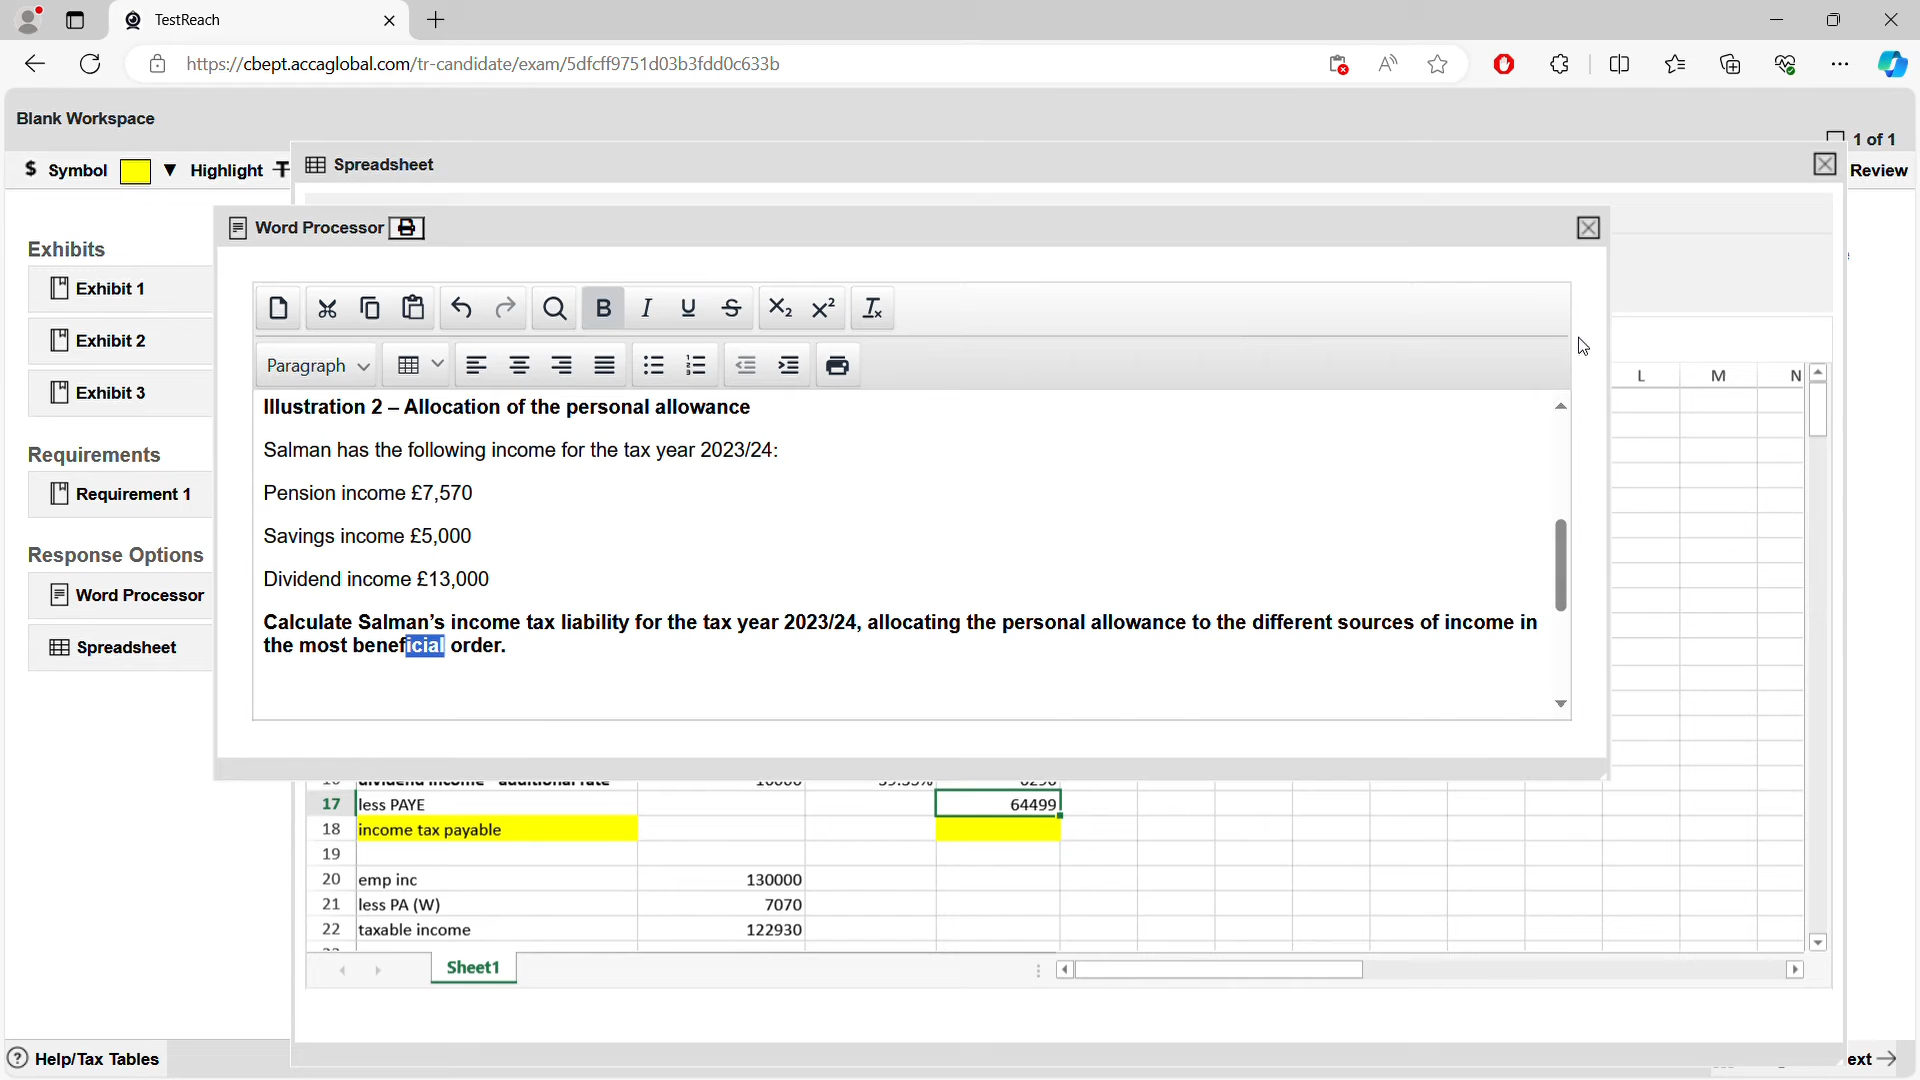 TestReach
https://cbept.accaglobal.com/tr-candidate/exam/5dfcff9751d03b3fdd0c633b
Blank Workspace
1 of 1
$ Symbol ▼ Highlight T
Spreadsheet
Review
Word Processor
Exhibits
Exhibit 1
Exhibit 2
Exhibit 3
Requirements
Requirement 1
Response Options
Word Processor
Spreadsheet
B I U S X₂ X² Tx
Paragraph
Illustration 2 – Allocation of the personal allowance
Salman has the following income for the tax year 2023/24:
Pension income £7,570
Savings income £5,000
Dividend income £13,000
Calculate Salman’s income tax liability for the tax year 2023/24, allocating the personal allowance to the different sources of income in
the most beneficial order.
L M N
17 less PAYE 64499
18 income tax payable
19
20 emp inc 130000
21 less PA (W) 7070
22 taxable income 122930
Sheet1
? Help/Tax Tables
ext